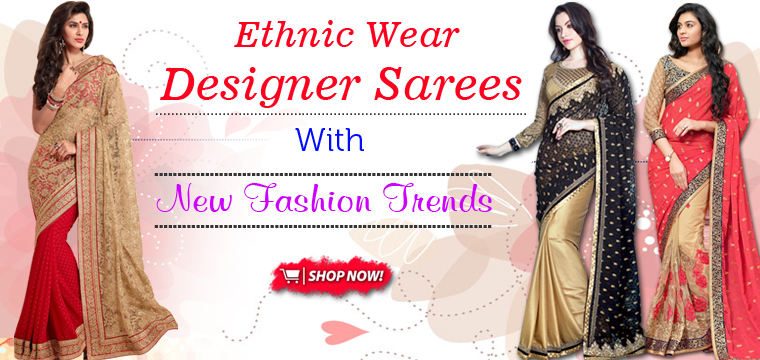 Ethnic Wear
Designer Sarees
With
New Fashion Trends
SHOP NOW!